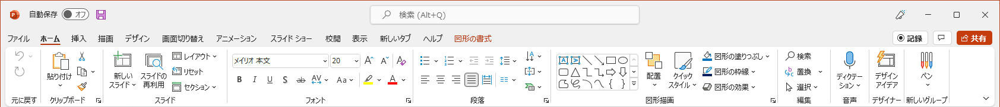 自動保存 オフ 検索 (Alt+Q)
ファイル ホーム 挿入 描画 デザイン 画面切り替え アニメーション スライド ショー 校閲 表示 新しいタブ ヘルプ 図形の書式 記録 共有
貼り付け
新しい
スライド
スライドの
再利用
レイアウト
リセット
セクション
メイリオ 本文 20
B I U S ab AV Aa A
配置
クイック
スタイル
図形の塗りつぶし
図形の枠線
図形の効果
検索
置換
選択
ディクテー
ション
デザイン
アイデア
ペン
元に戻す クリップボード スライド フォント 段落 図形描画 編集 音声 デザイナー 新しいグループ